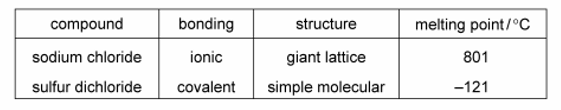 compound bonding structure melting point/°C
sodium chloride ionic giant lattice 801
sulfur dichloride covalent simple molecular –121